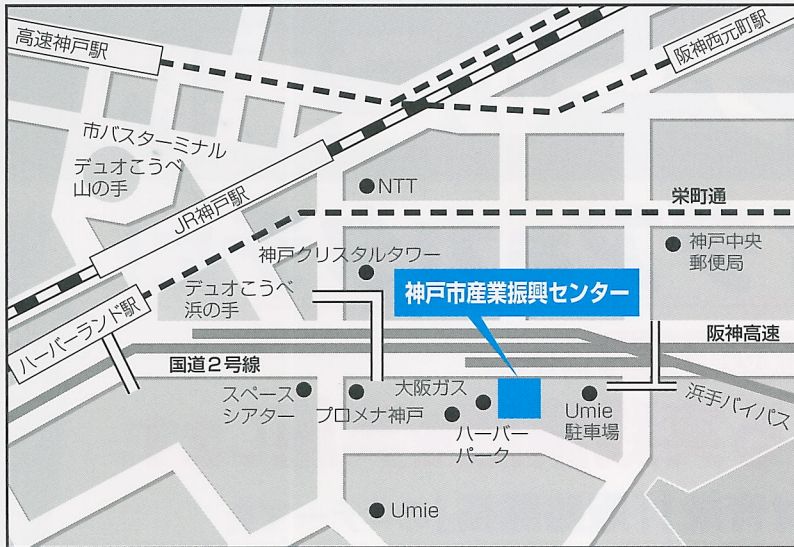 高速神戸駅
阪神西元町駅
市バスターミナル
デュオこうべ
山の手
JR神戸駅
NTT
栄町通
神戸クリスタルタワー
神戸中央
郵便局
デュオこうべ
浜の手
神戸市産業振興センター
ハーバーランド駅
阪神高速
国道2号線
スペース
シアター
プロメナ神戸
大阪ガス
ハーバー
パーク
Umie
駐車場
浜手バイパス
Umie